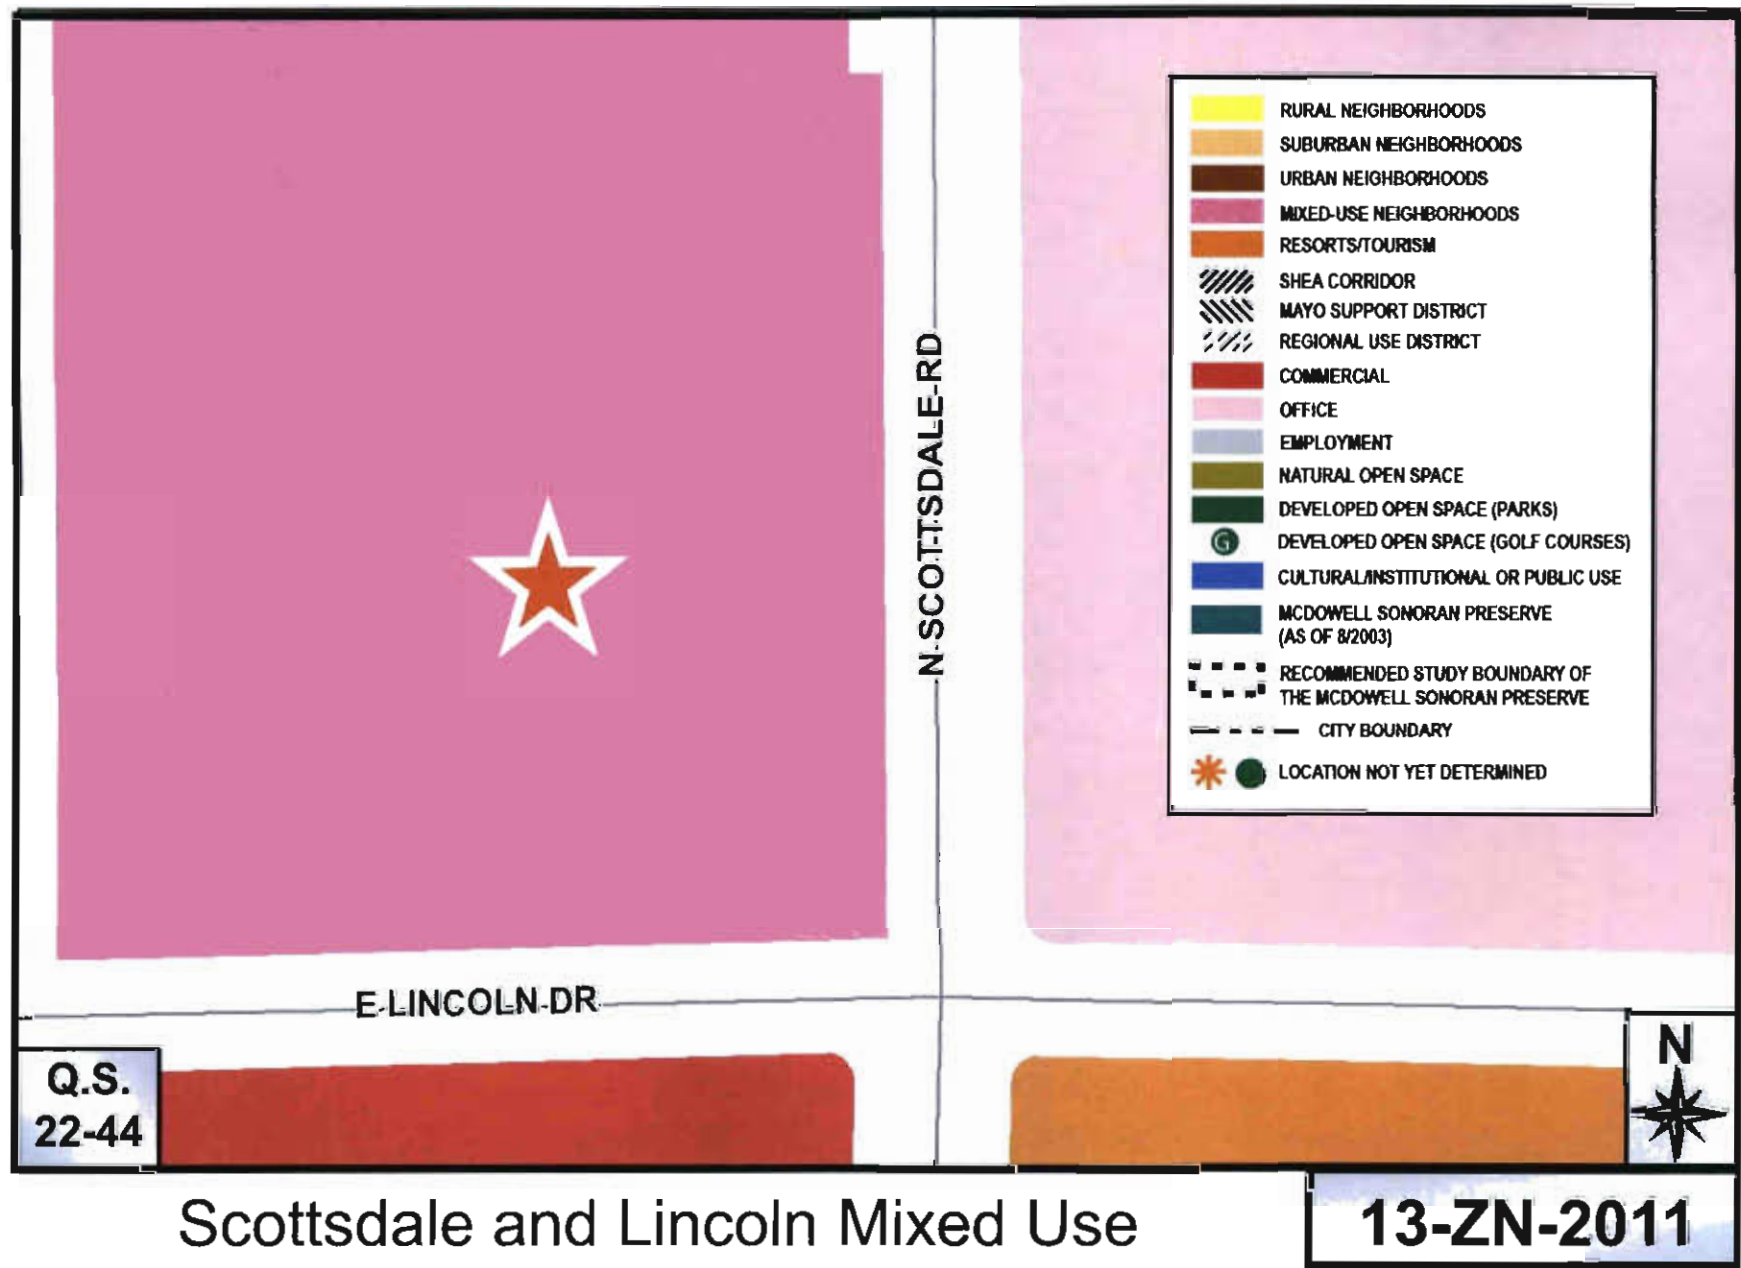 RURAL NEIGHBORHOODS
SUBURBAN NEIGHBORHOODS
URBAN NEIGHBORHOODS
MIXED-USE NEIGHBORHOODS
RESORTS/TOURISM
SHEA CORRIDOR
MAYO SUPPORT DISTRICT
REGIONAL USE DISTRICT
COMMERCIAL
OFFICE
EMPLOYMENT
NATURAL OPEN SPACE
DEVELOPED OPEN SPACE (PARKS)
G
DEVELOPED OPEN SPACE (GOLF COURSES)
CULTURAL/INSTITUTIONAL OR PUBLIC USE
MCDOWELL SONORAN PRESERVE
(AS OF 8/2003)
RECOMMENDED STUDY BOUNDARY OF
THE MCDOWELL SONORAN PRESERVE
CITY BOUNDARY
LOCATION NOT YET DETERMINED
N SCOTTSDALE RD
E LINCOLN DR
Q.S.
22-44
N
Scottsdale and Lincoln Mixed Use
13-ZN-2011